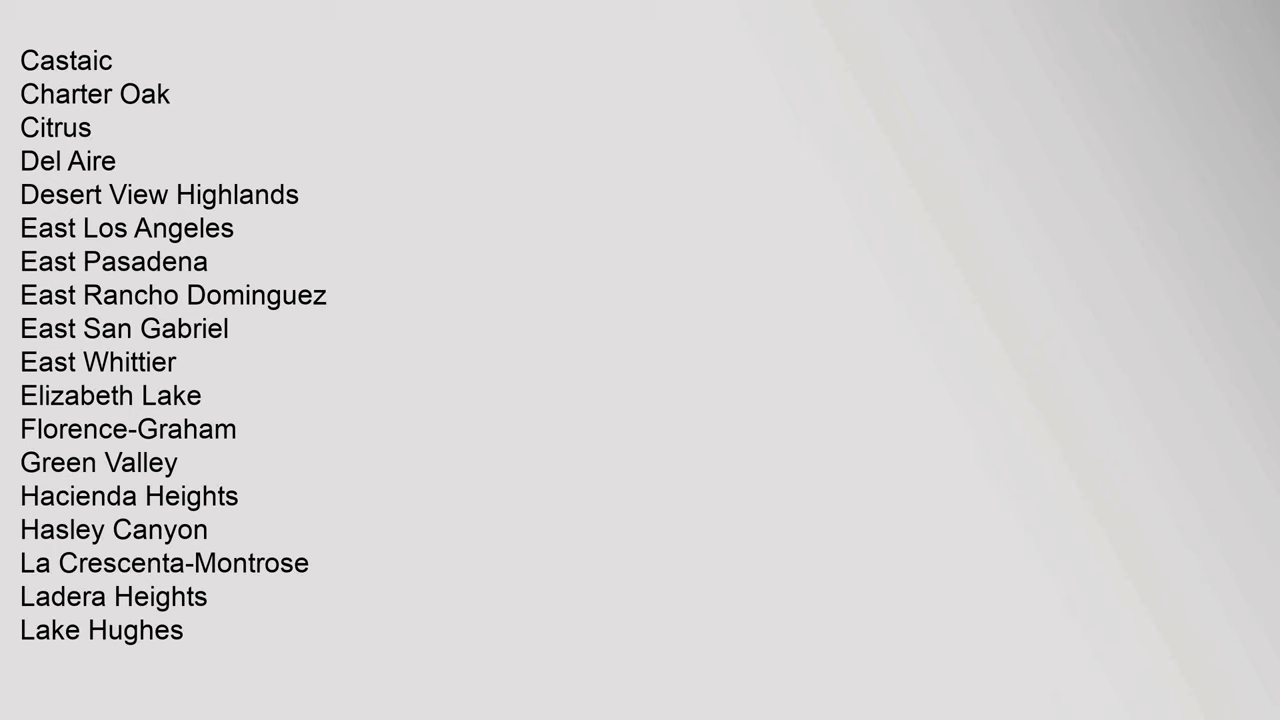 Castaic
Charter Oak
Citrus
Del Aire
Desert View Highlands
East Los Angeles
East Pasadena
East Rancho Dominguez
East San Gabriel
East Whittier
Elizabeth Lake
Florence-Graham
Green Valley
Hacienda Heights
Hasley Canyon
La Crescenta-Montrose
Ladera Heights
Lake Hughes